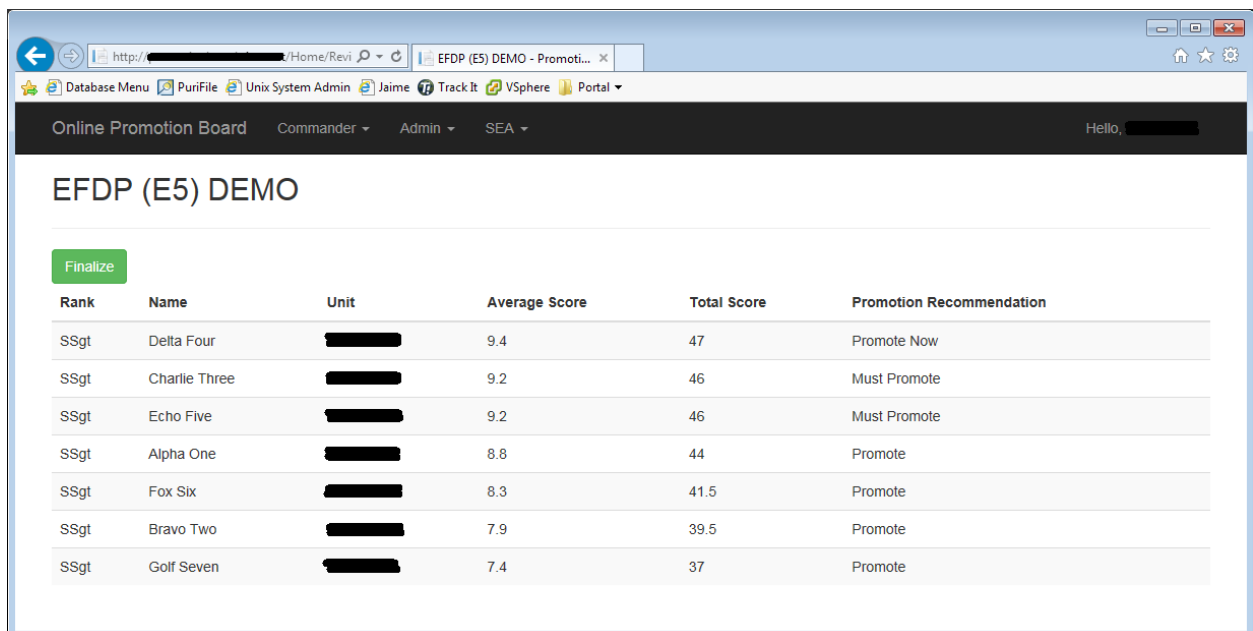 http:// t/Home/Revi EFDP (E5) DEMO - Promoti...
Database Menu PuriFile Unix System Admin Jaime Track It VSphere Portal
Online Promotion Board Commander Admin SEA Hello,
EFDP (E5) DEMO
Finalize
Rank Name Unit Average Score Total Score Promotion Recommendation
SSgt Delta Four 9.4 47 Promote Now
SSgt Charlie Three 9.2 46 Must Promote
SSgt Echo Five 9.2 46 Must Promote
SSgt Alpha One 8.8 44 Promote
SSgt Fox Six 8.3 41.5 Promote
SSgt Bravo Two 7.9 39.5 Promote
SSgt Golf Seven 7.4 37 Promote